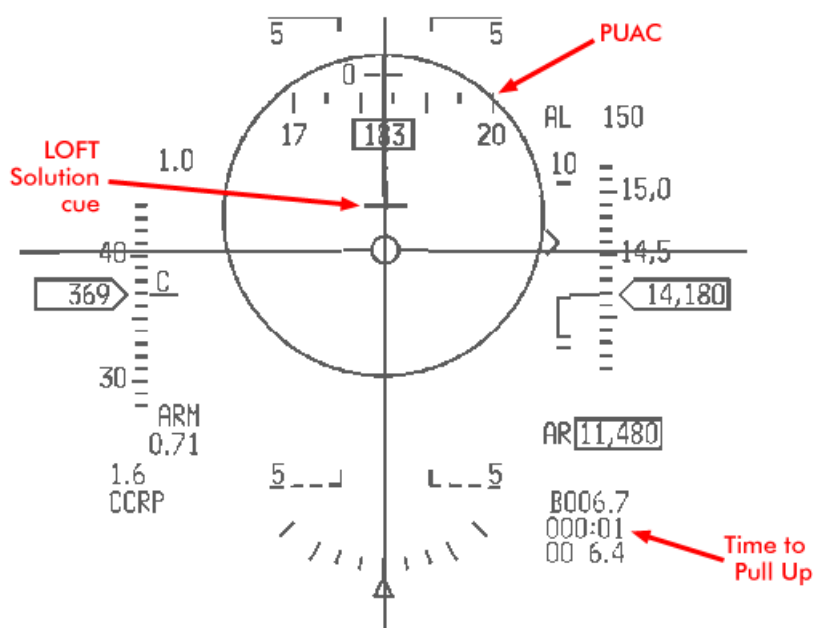 5
5
PUAC
0
17
183
20
AL 150
LOFT
Solution
cue
1.0
10
15,0
40
14,5
369
C
14,180
30
ARM
0.71
AR 11,480
1.6
CCRP
5
5
B006.7
000:01
00 6.4
Time to
Pull Up